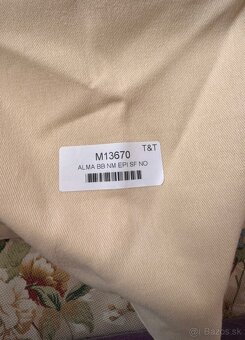 T&T
M13670
ALMA BB NM EPI SF NO
Bazos.sk